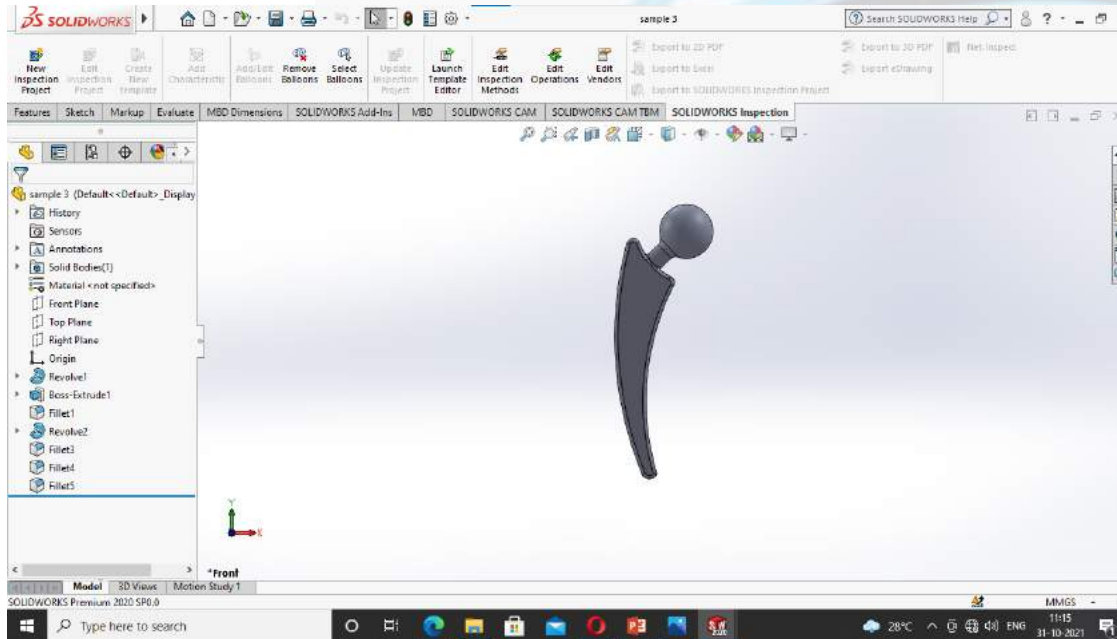 SOLIDWORKS
sample 3
Search SOLIDWORKS Help
?
New Inspection Project
Edit Inspection Project
Create New template
Add Characteristic
Add/Edit Balloons
Remove Balloons
Select Balloons
Update Inspection Project
Launch Template Editor
Edit Inspection Methods
Edit Operations
Edit Vendors
Export to 2D PDF
Export to Excel
Export to SOLIDWORKS Inspection Project
Export to 3D PDF
Export eDrawing
Net.Inspect
Features Sketch Markup Evaluate MBD Dimensions SOLIDWORKS Add-Ins MBD SOLIDWORKS CAM SOLIDWORKS CAM TBM SOLIDWORKS Inspection
sample 3 (Default<<Default>_Display
History
Sensors
Annotations
Solid Bodies(1)
Material <not specified>
Front Plane
Top Plane
Right Plane
Origin
Revolve1
Boss-Extrude1
Fillet1
Revolve2
Fillet3
Fillet4
Fillet5
Y
X
*Front
Model 3D Views Motion Study 1
SOLIDWORKS Premium 2020 SP0.0
MMGS
Type here to search
28°C
ENG
11:15
31-10-2021